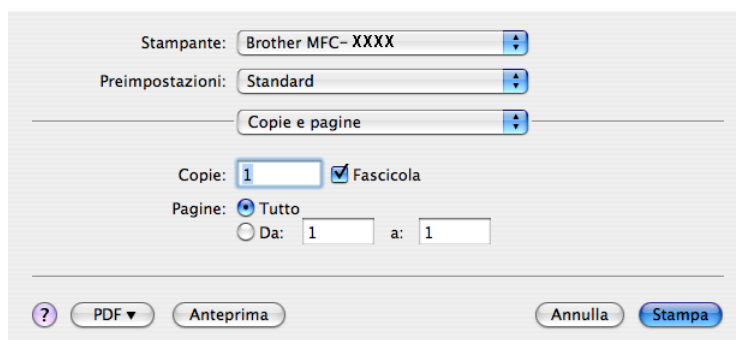 Stampante: Brother MFC- XXXX
Preimpostazioni: Standard
Copie e pagine
Copie: 1 Fascicola
Pagine: Tutto
Da: 1 a: 1
? PDF▼ Anteprima Annulla Stampa